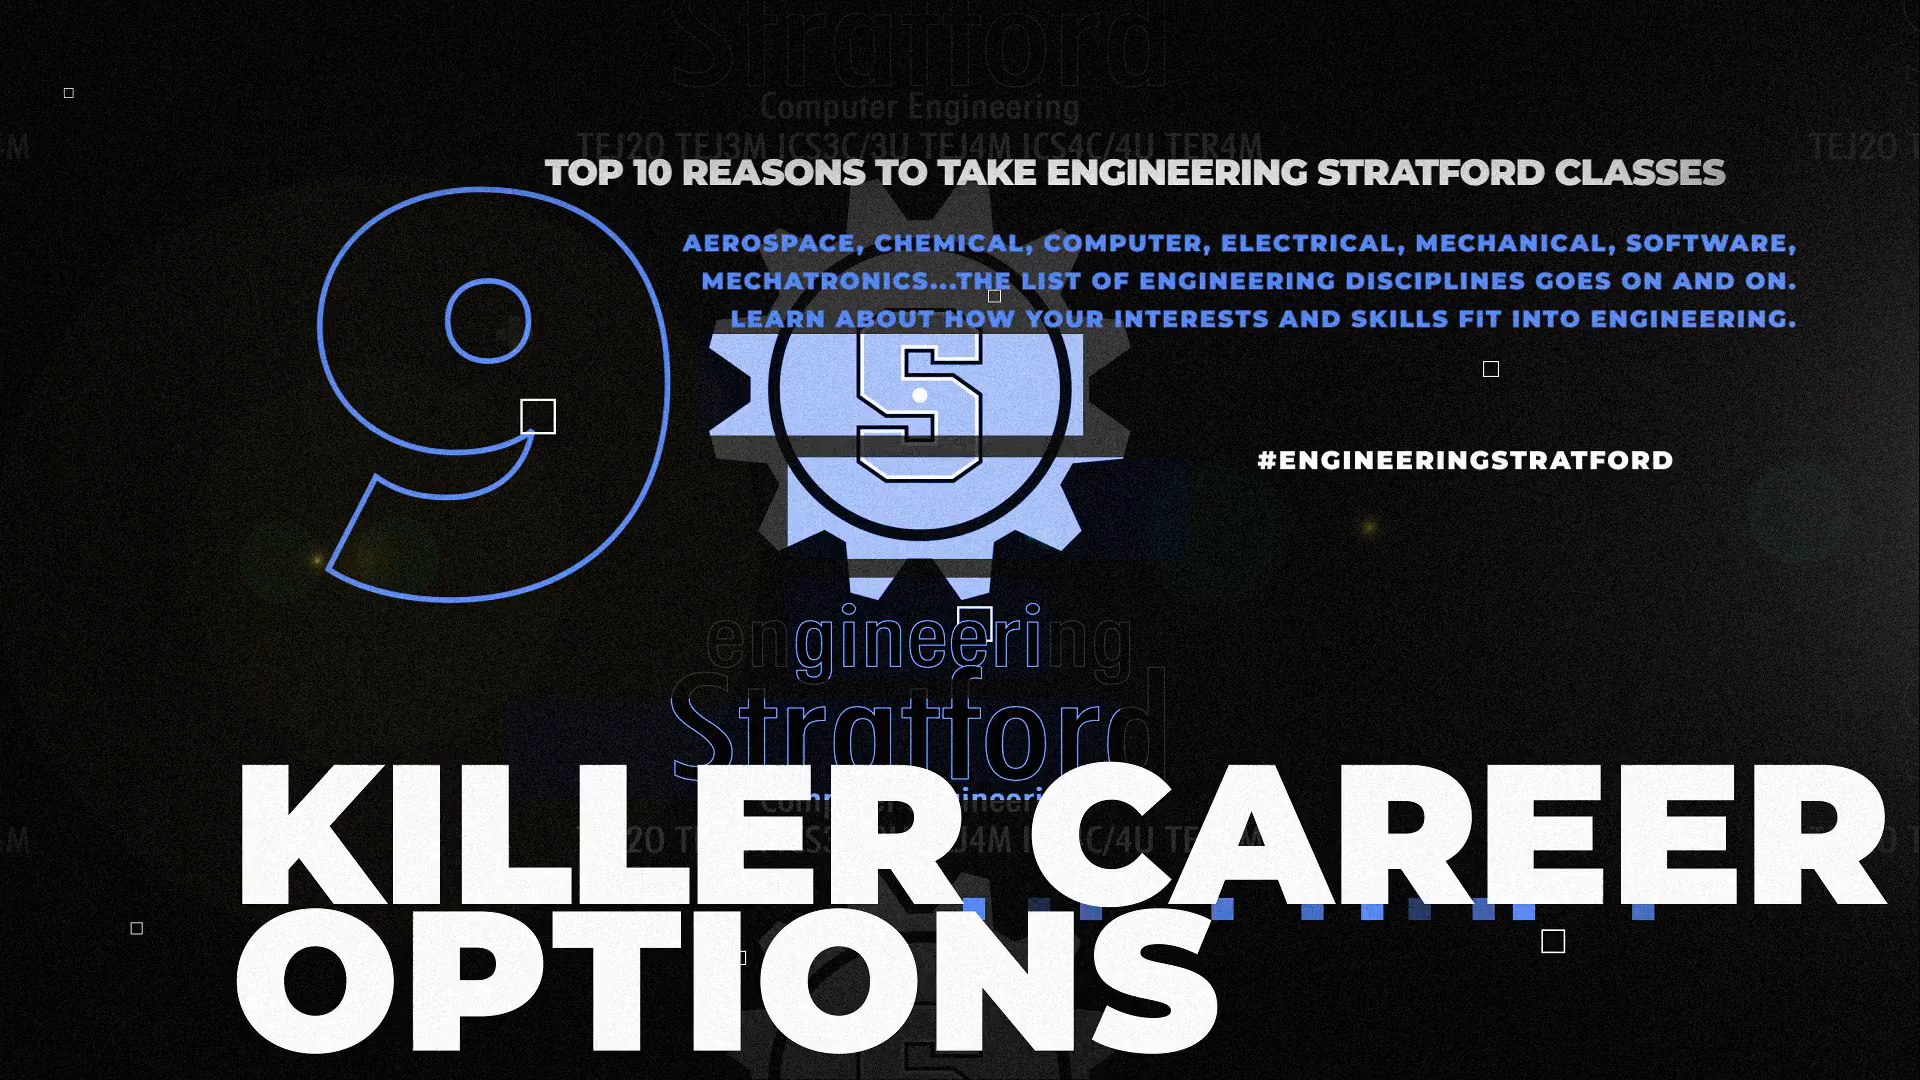 Stratford
Computer Engineering
TEJ2O TEJ3M ICS3C/3U TEJ4M ICS4C/4U TER4M
TEJ2O
TOP 10 REASONS TO TAKE ENGINEERING STRATFORD CLASSES
9
AEROSPACE, CHEMICAL, COMPUTER, ELECTRICAL, MECHANICAL, SOFTWARE,
MECHATRONICS...THE LIST OF ENGINEERING DISCIPLINES GOES ON AND ON.
LEARN ABOUT HOW YOUR INTERESTS AND SKILLS FIT INTO ENGINEERING.
S
#ENGINEERINGSTRATFORD
engineering
Stratford
KILLER CAREER
OPTIONS